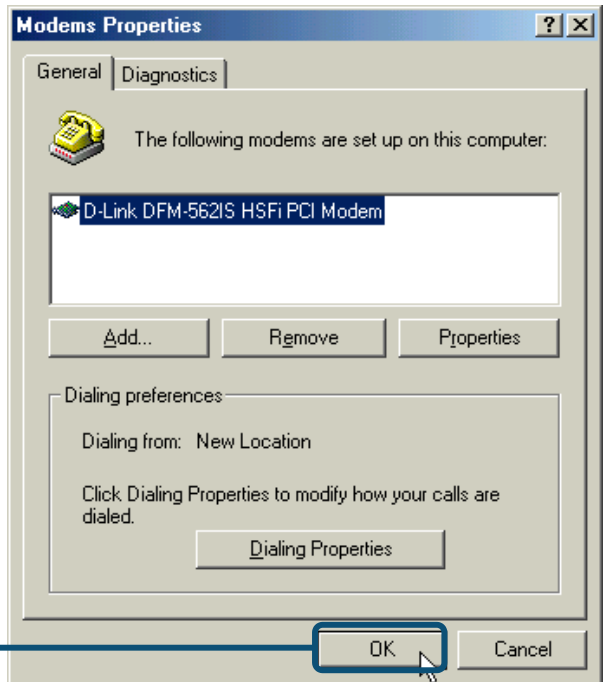 Modems Properties
General
Diagnostics
The following modems are set up on this computer:
D-Link DFM-562IS HSFi PCI Modem
Add...
Remove
Properties
Dialing preferences
Dialing from: New Location
Click Dialing Properties to modify how your calls are
dialed.
Dialing Properties
OK
Cancel